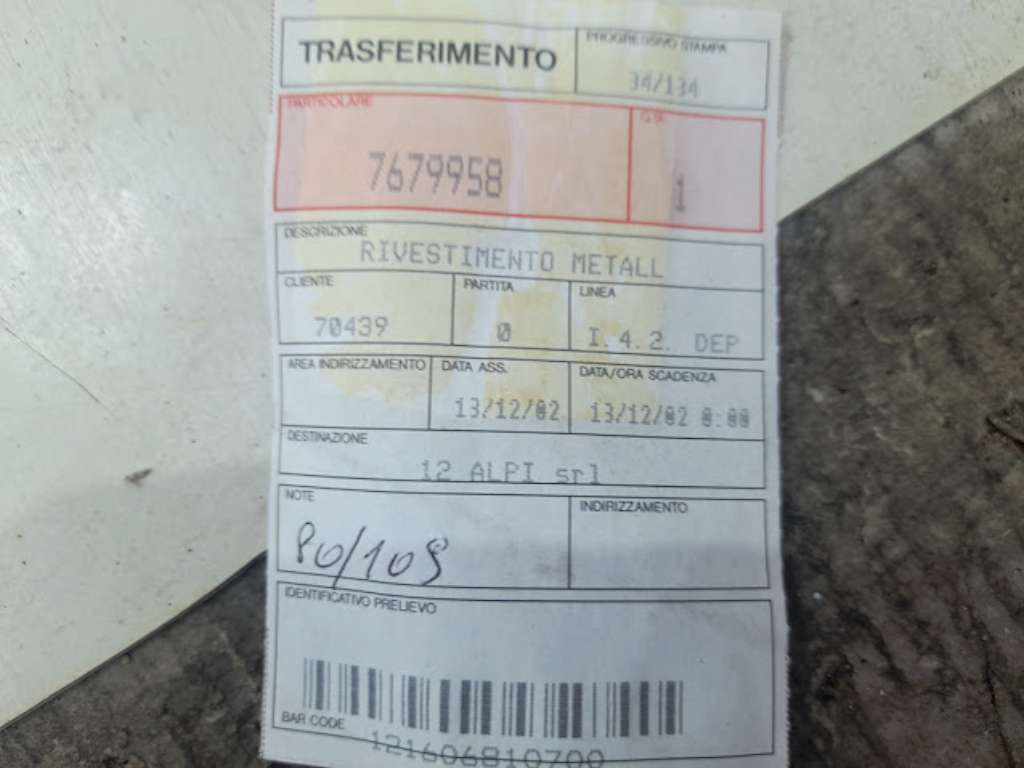 TRASFERIMENTO
PROGRESSIVO STAMPA
34/134
PARTICOLARE
Q.TÀ
7679958
1
DESCRIZIONE
RIVESTIMENTO METALL
CLIENTE
PARTITA
LINEA
70439
0
I.4.2. DEP
AREA INDIRIZZAMENTO
DATA ASS.
DATA/ORA SCADENZA
13/12/02
13/12/02 0:00
DESTINAZIONE
12 ALPI srl
NOTE
INDIRIZZAMENTO
80/109
IDENTIFICATIVO PRELIEVO
BAR CODE
121606810700